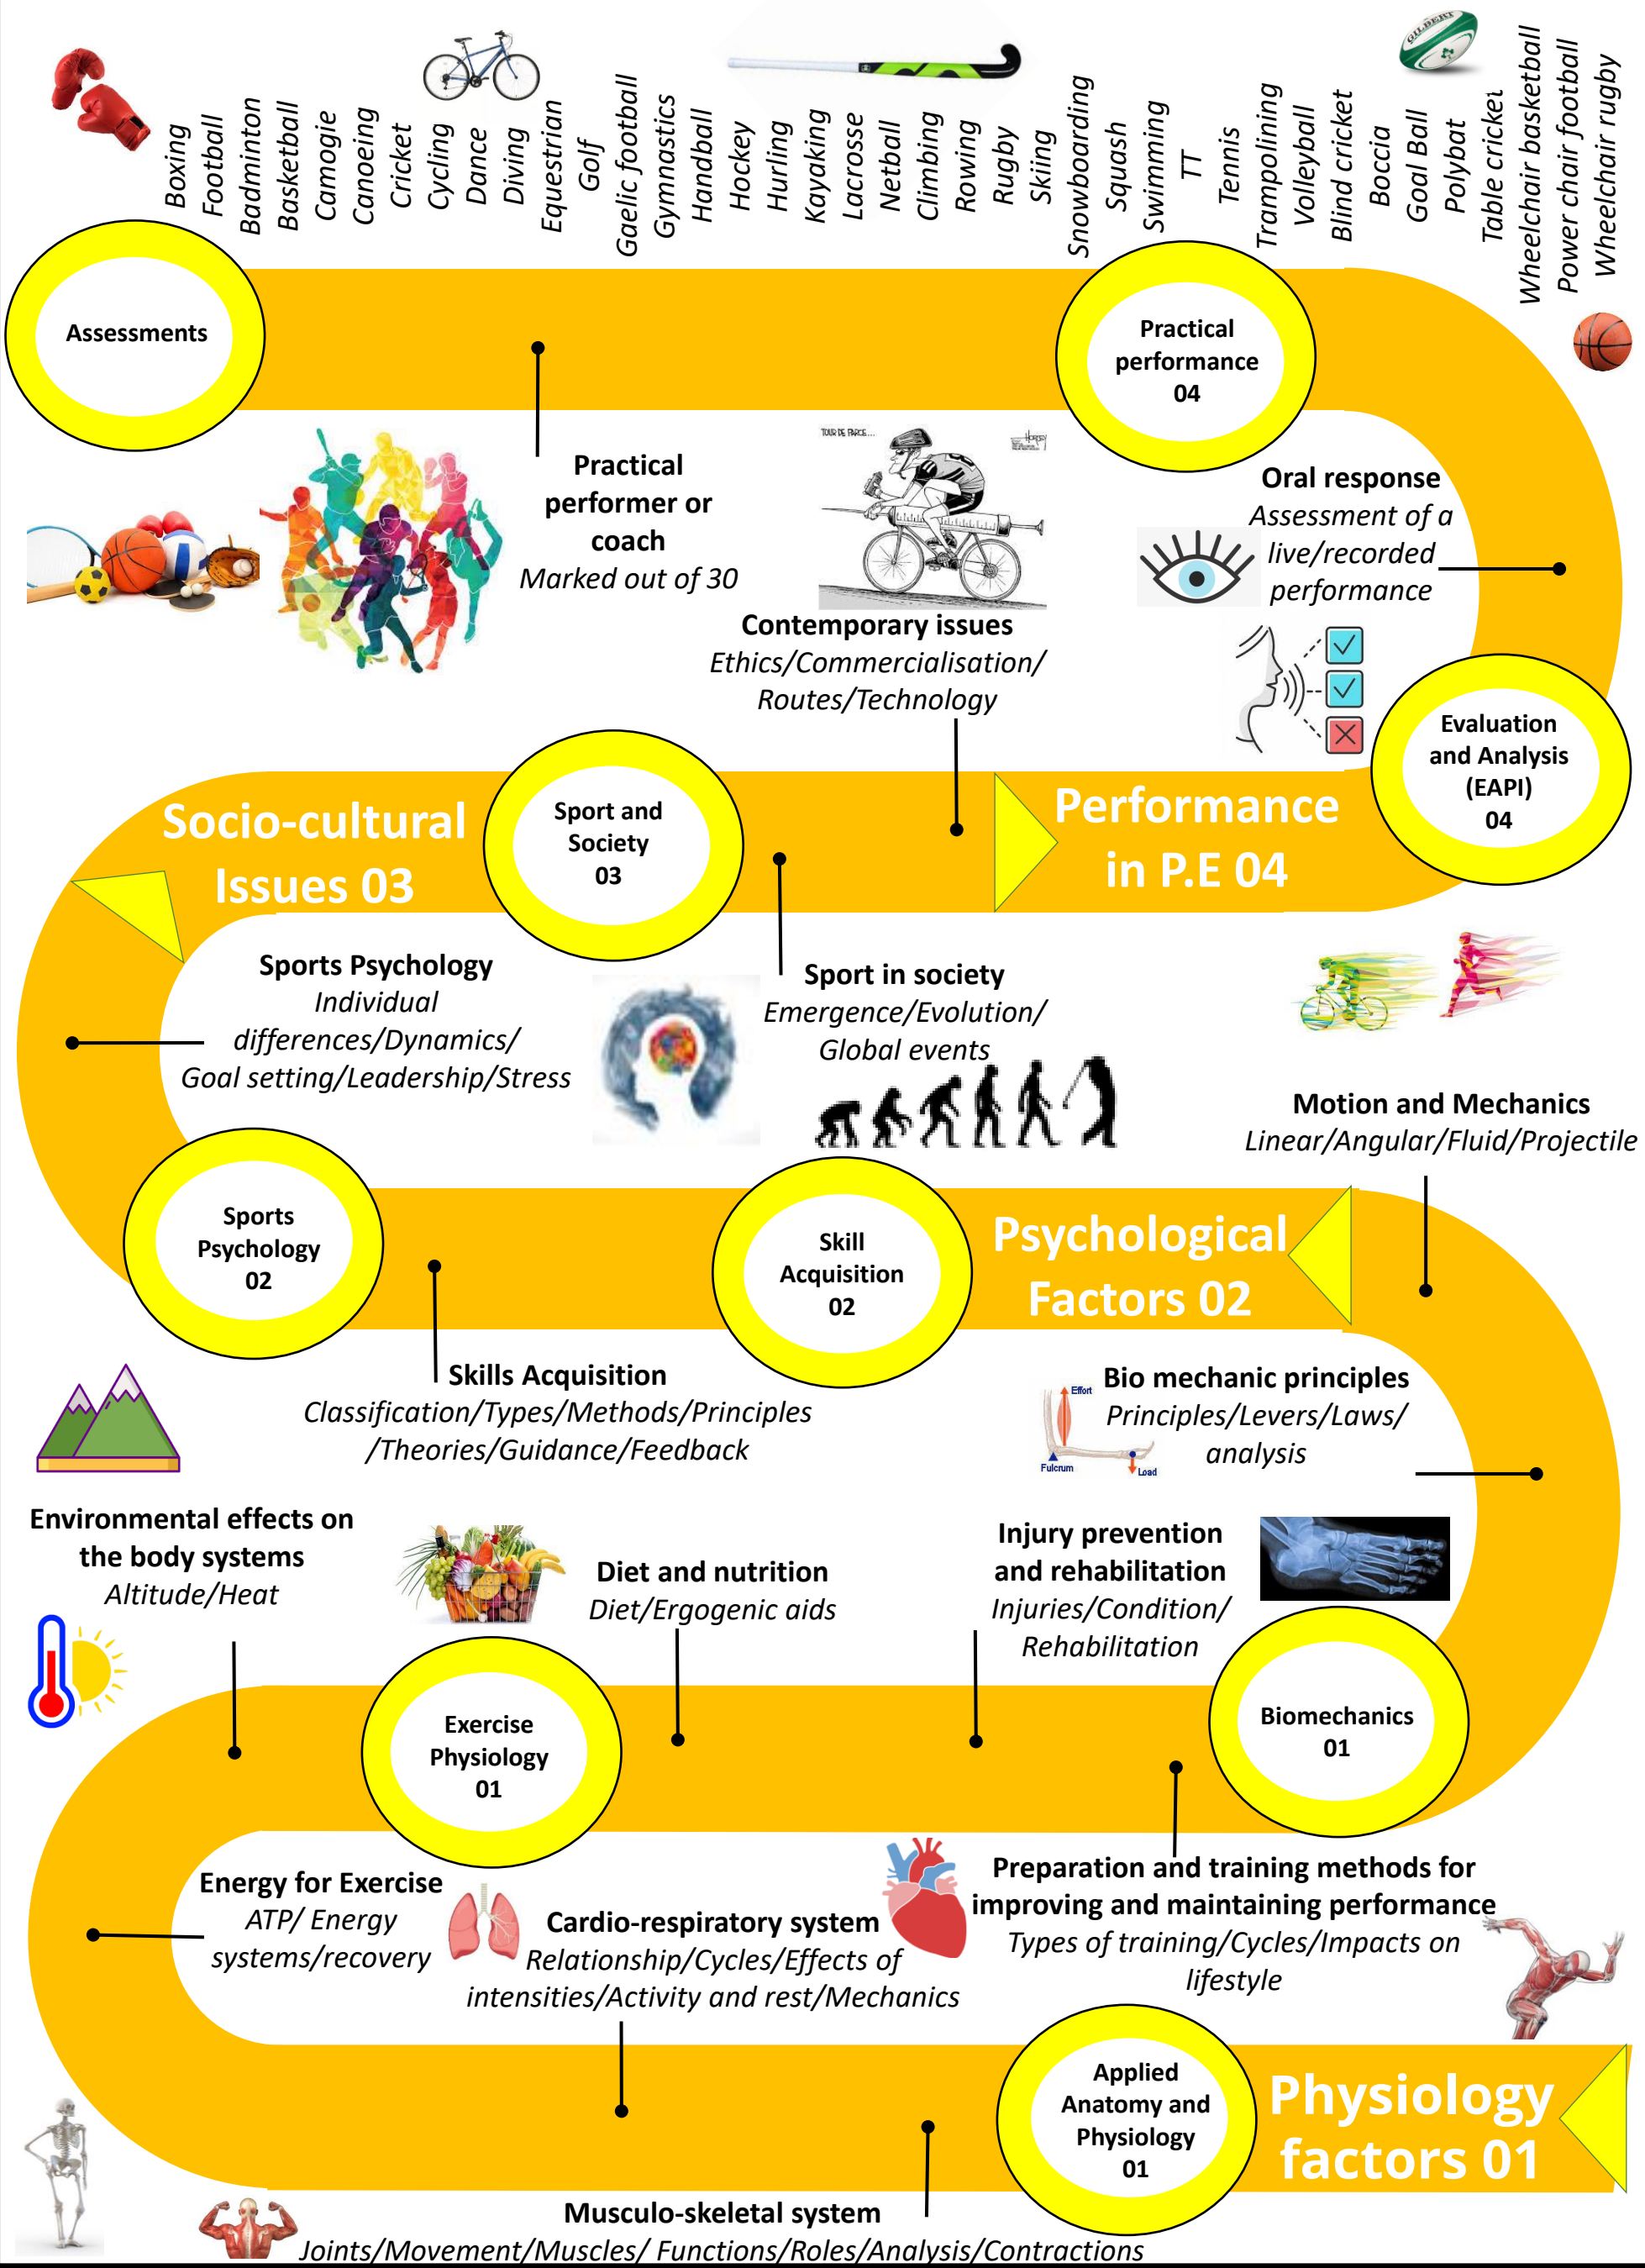 GILBERT
Boxing
Football
Badminton
Basketball
Camogie
Canoeing
Cricket
Cycling
Dance
Diving
Equestrian
Golf
Gaelic football
Gymnastics
Handball
Hockey
Hurling
Kayaking
Lacrosse
Netball
Climbing
Rowing
Rugby
Skiing
Snowboarding
Squash
Swimming
TT
Tennis
Trampolining
Volleyball
Blind cricket
Boccia
Goal Ball
Polybat
Table cricket
Wheelchair basketball
Power chair football
Wheelchair rugby
Assessments
Practical
performance
04
Practical
performer or
coach
Marked out of 30
TOUR DE FARCE...
Oral response
Assessment of a
live/recorded
performance
Contemporary issues
Ethics/Commercialisation/
Routes/Technology
Evaluation
and Analysis
(EAPI)
04
Socio-cultural
Issues 03
Sport and
Society
03
Performance
in P.E 04
Sports Psychology
Individual
differences/Dynamics/
Goal setting/Leadership/Stress
Sport in society
Emergence/Evolution/
Global events
Motion and Mechanics
Linear/Angular/Fluid/Projectile
Sports
Psychology
02
Skill
Acquisition
02
Psychological
Factors 02
Skills Acquisition
Classification/Types/Methods/Principles
/Theories/Guidance/Feedback
Effort
Fulcrum
Load
Bio mechanic principles
Principles/Levers/Laws/
analysis
Environmental effects on
the body systems
Altitude/Heat
Diet and nutrition
Diet/Ergogenic aids
Injury prevention
and rehabilitation
Injuries/Condition/
Rehabilitation
Exercise
Physiology
01
Biomechanics
01
Energy for Exercise
ATP/ Energy
systems/recovery
Cardio-respiratory system
Relationship/Cycles/Effects of
intensities/Activity and rest/Mechanics
Preparation and training methods for
improving and maintaining performance
Types of training/Cycles/Impacts on
lifestyle
Applied
Anatomy and
Physiology
01
Physiology
factors 01
Musculo-skeletal system
Joints/Movement/Muscles/ Functions/Roles/Analysis/Contractions